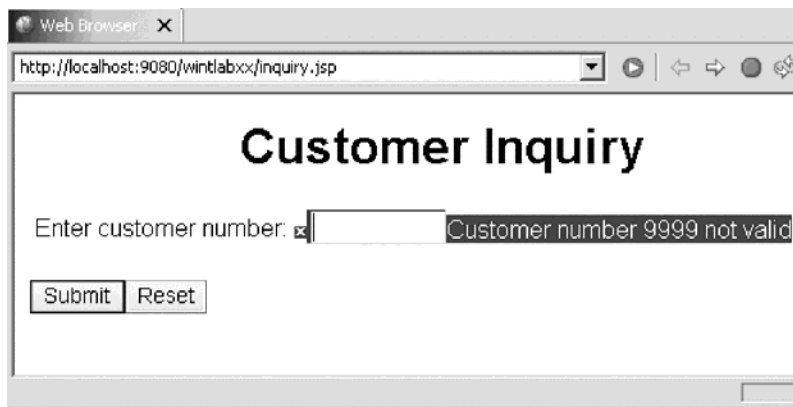 Web Browser
http://localhost:9080/wintlabxx/inquiry.jsp
Customer Inquiry
Enter customer number: Customer number 9999 not valid
Submit Reset